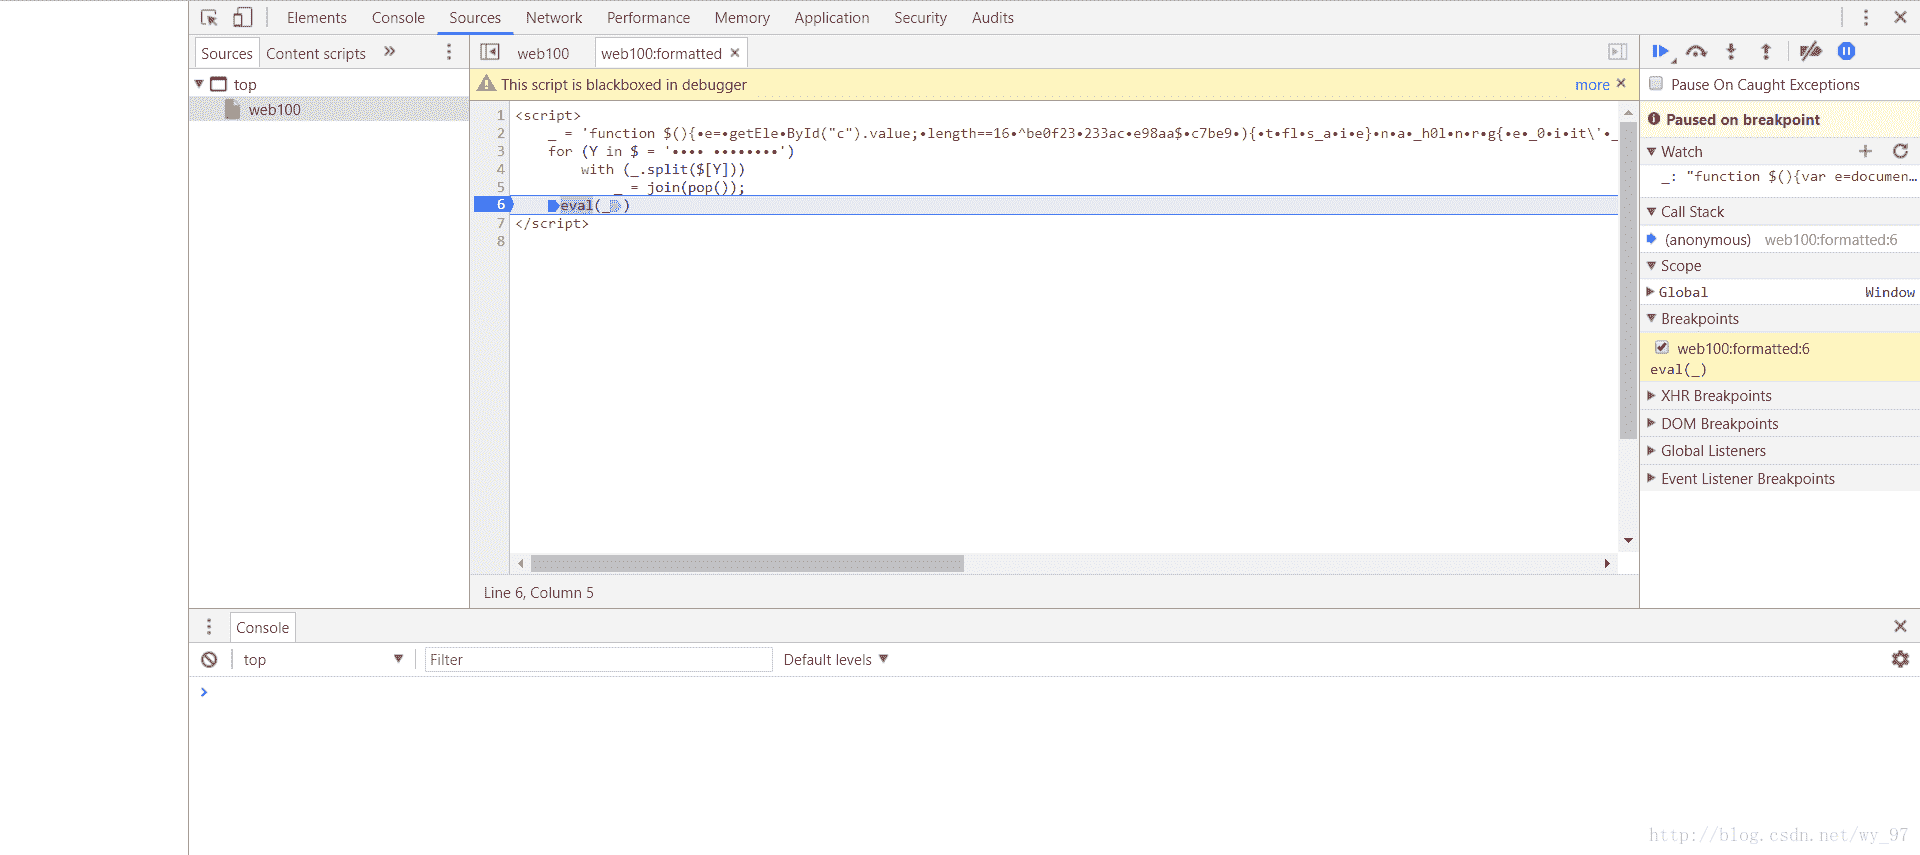 Elements Console Sources Network Performance Memory Application Security Audits
Sources Content scripts »
web100 web100:formatted ×
top
web100
This script is blackboxed in debugger more ×
1 <script>
2 _ = 'function $(){•e=•getEle•ById("c").value;•length==16•^be0f23•233ac•e98aa$•c7be9•){•t•fl•s_a•i•e}•n•a•_h0l•n•r•g{•e•_0•i•it\'•_
3 for (Y in $ = '•••• ••••••••')
4 with (_.split($[Y]))
5 _ = join(pop());
6 eval(_)
7 </script>
8
Line 6, Column 5
Pause On Caught Exceptions
Paused on breakpoint
Watch
_: "function $(){var e=documen…
Call Stack
(anonymous) web100:formatted:6
Scope
Global Window
Breakpoints
web100:formatted:6
eval(_)
XHR Breakpoints
DOM Breakpoints
Global Listeners
Event Listener Breakpoints
Console
top Filter Default levels
>
http://blog.csdn.net/wy_97